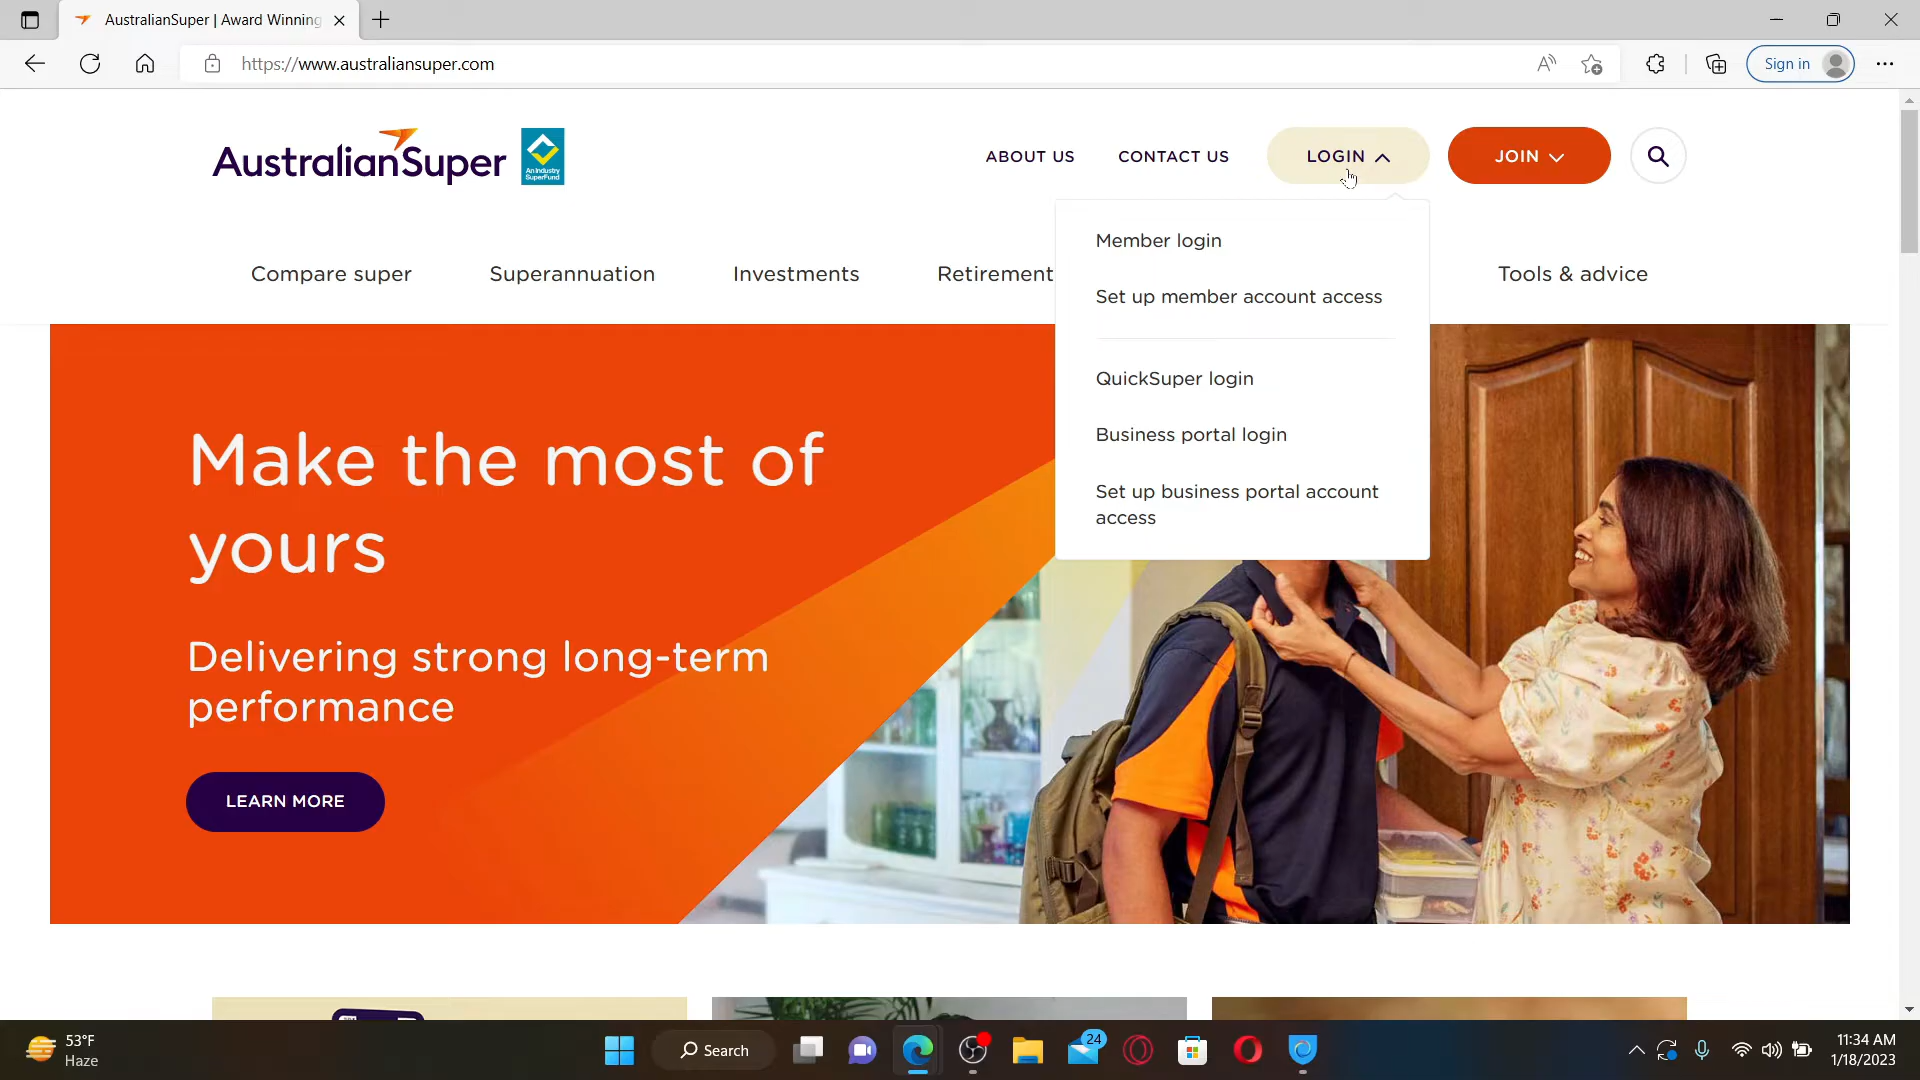 AustralianSuper | Award Winning
https://www.australiansuper.com
Sign in
AustralianSuper
An Industry
SuperFund
ABOUT US
CONTACT US
LOGIN
JOIN
Member login
Set up member account access
QuickSuper login
Business portal login
Set up business portal account
access
Compare super
Superannuation
Investments
Retirement
Tools & advice
Make the most of
yours
Delivering strong long-term
performance
LEARN MORE
53°F
Haze
Search
24
11:34 AM
1/18/2023